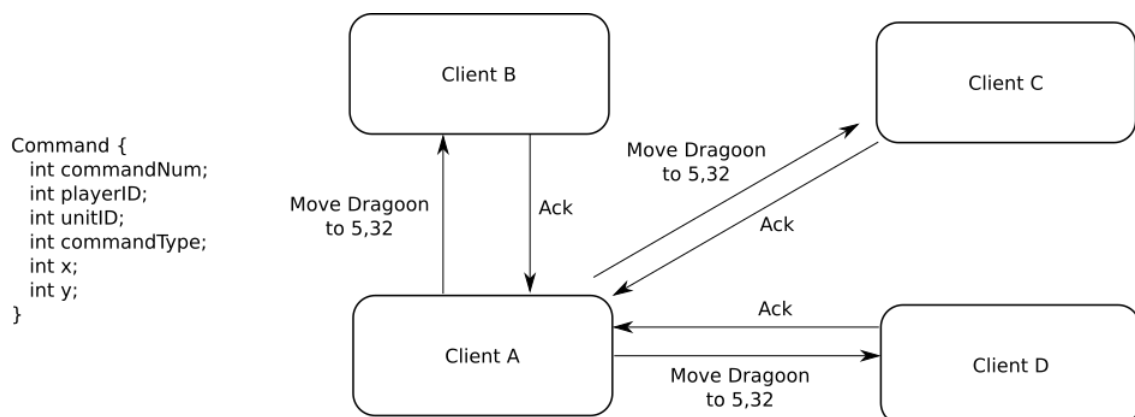 Command {
int commandNum;
int playerID;
int unitID;
int commandType;
int x;
int y;
}
Client B
Client C
Move Dragoon
to 5,32
Ack
Move Dragoon
to 5,32
Ack
Client A
Ack
Move Dragoon
to 5,32
Client D